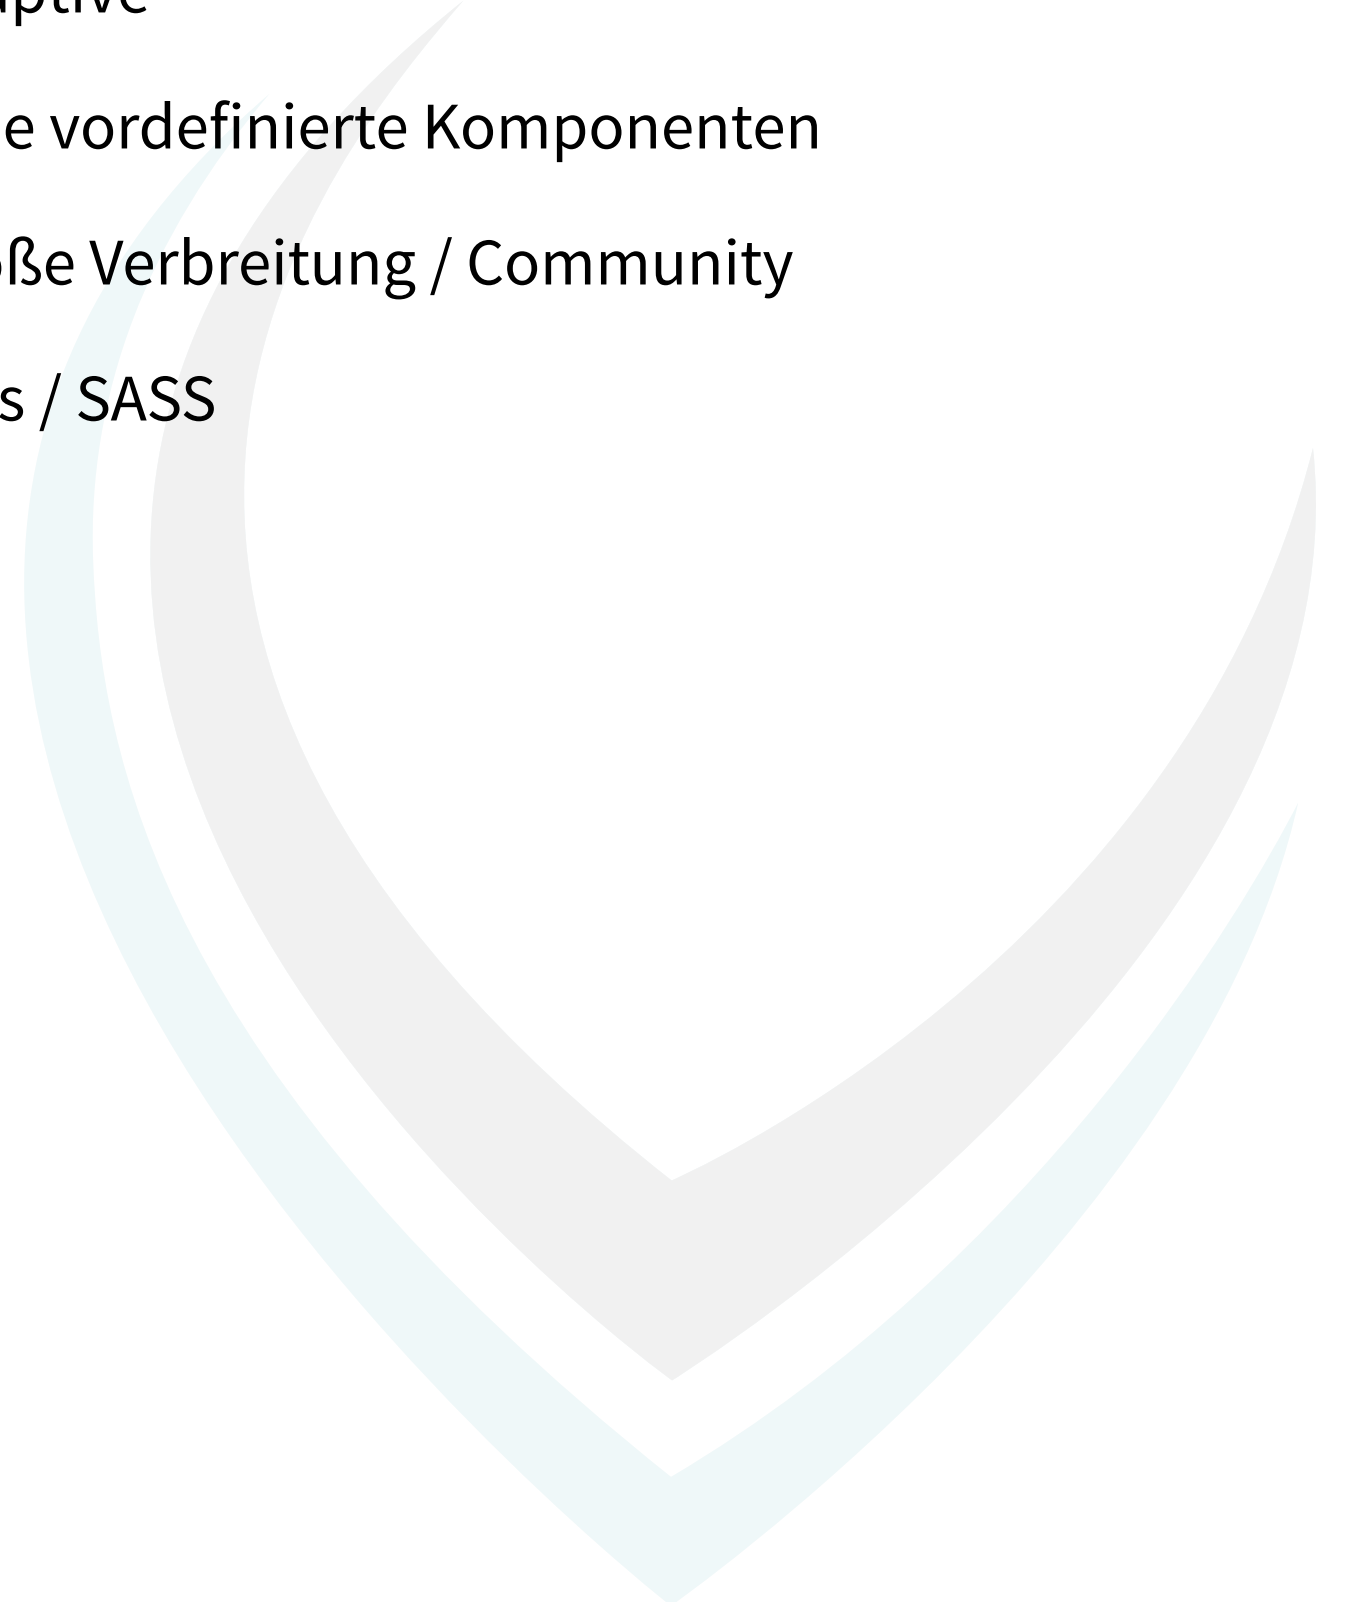 e vordefinierte Komponenten
ße Verbreitung / Community
s / SASS